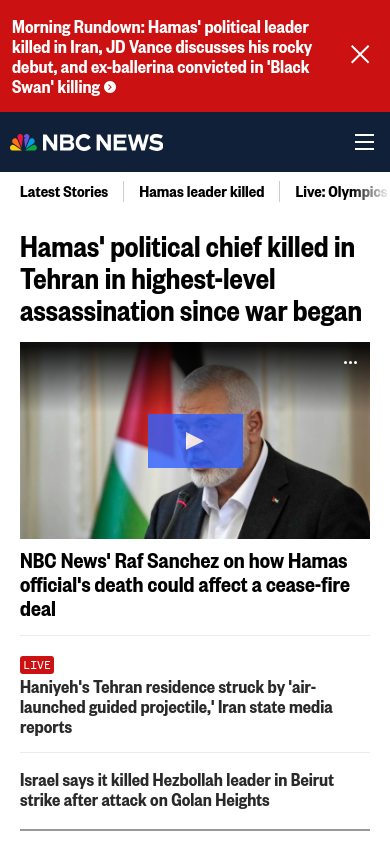 Morning Rundown: Hamas' political leader
killed in Iran, JD Vance discusses his rocky
debut, and ex-ballerina convicted in 'Black
Swan' killing
NBC NEWS
Latest Stories
Hamas leader killed
Live: Olympics
Hamas' political chief killed in
Tehran in highest-level
assassination since war began
NBC News' Raf Sanchez on how Hamas
official's death could affect a cease-fire
deal
LIVE
Haniyeh's Tehran residence struck by 'air-
launched guided projectile,' Iran state media
reports
Israel says it killed Hezbollah leader in Beirut
strike after attack on Golan Heights